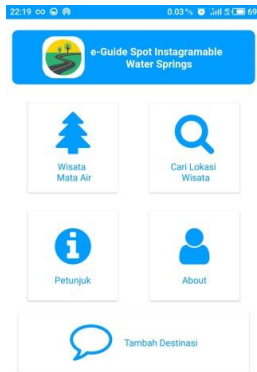 22:19
0.03% 69
e-Guide Spot Instagramable
Water Springs
Wisata
Mata Air
Cari Lokasi
Wisata
Petunjuk
About
Tambah Destinasi